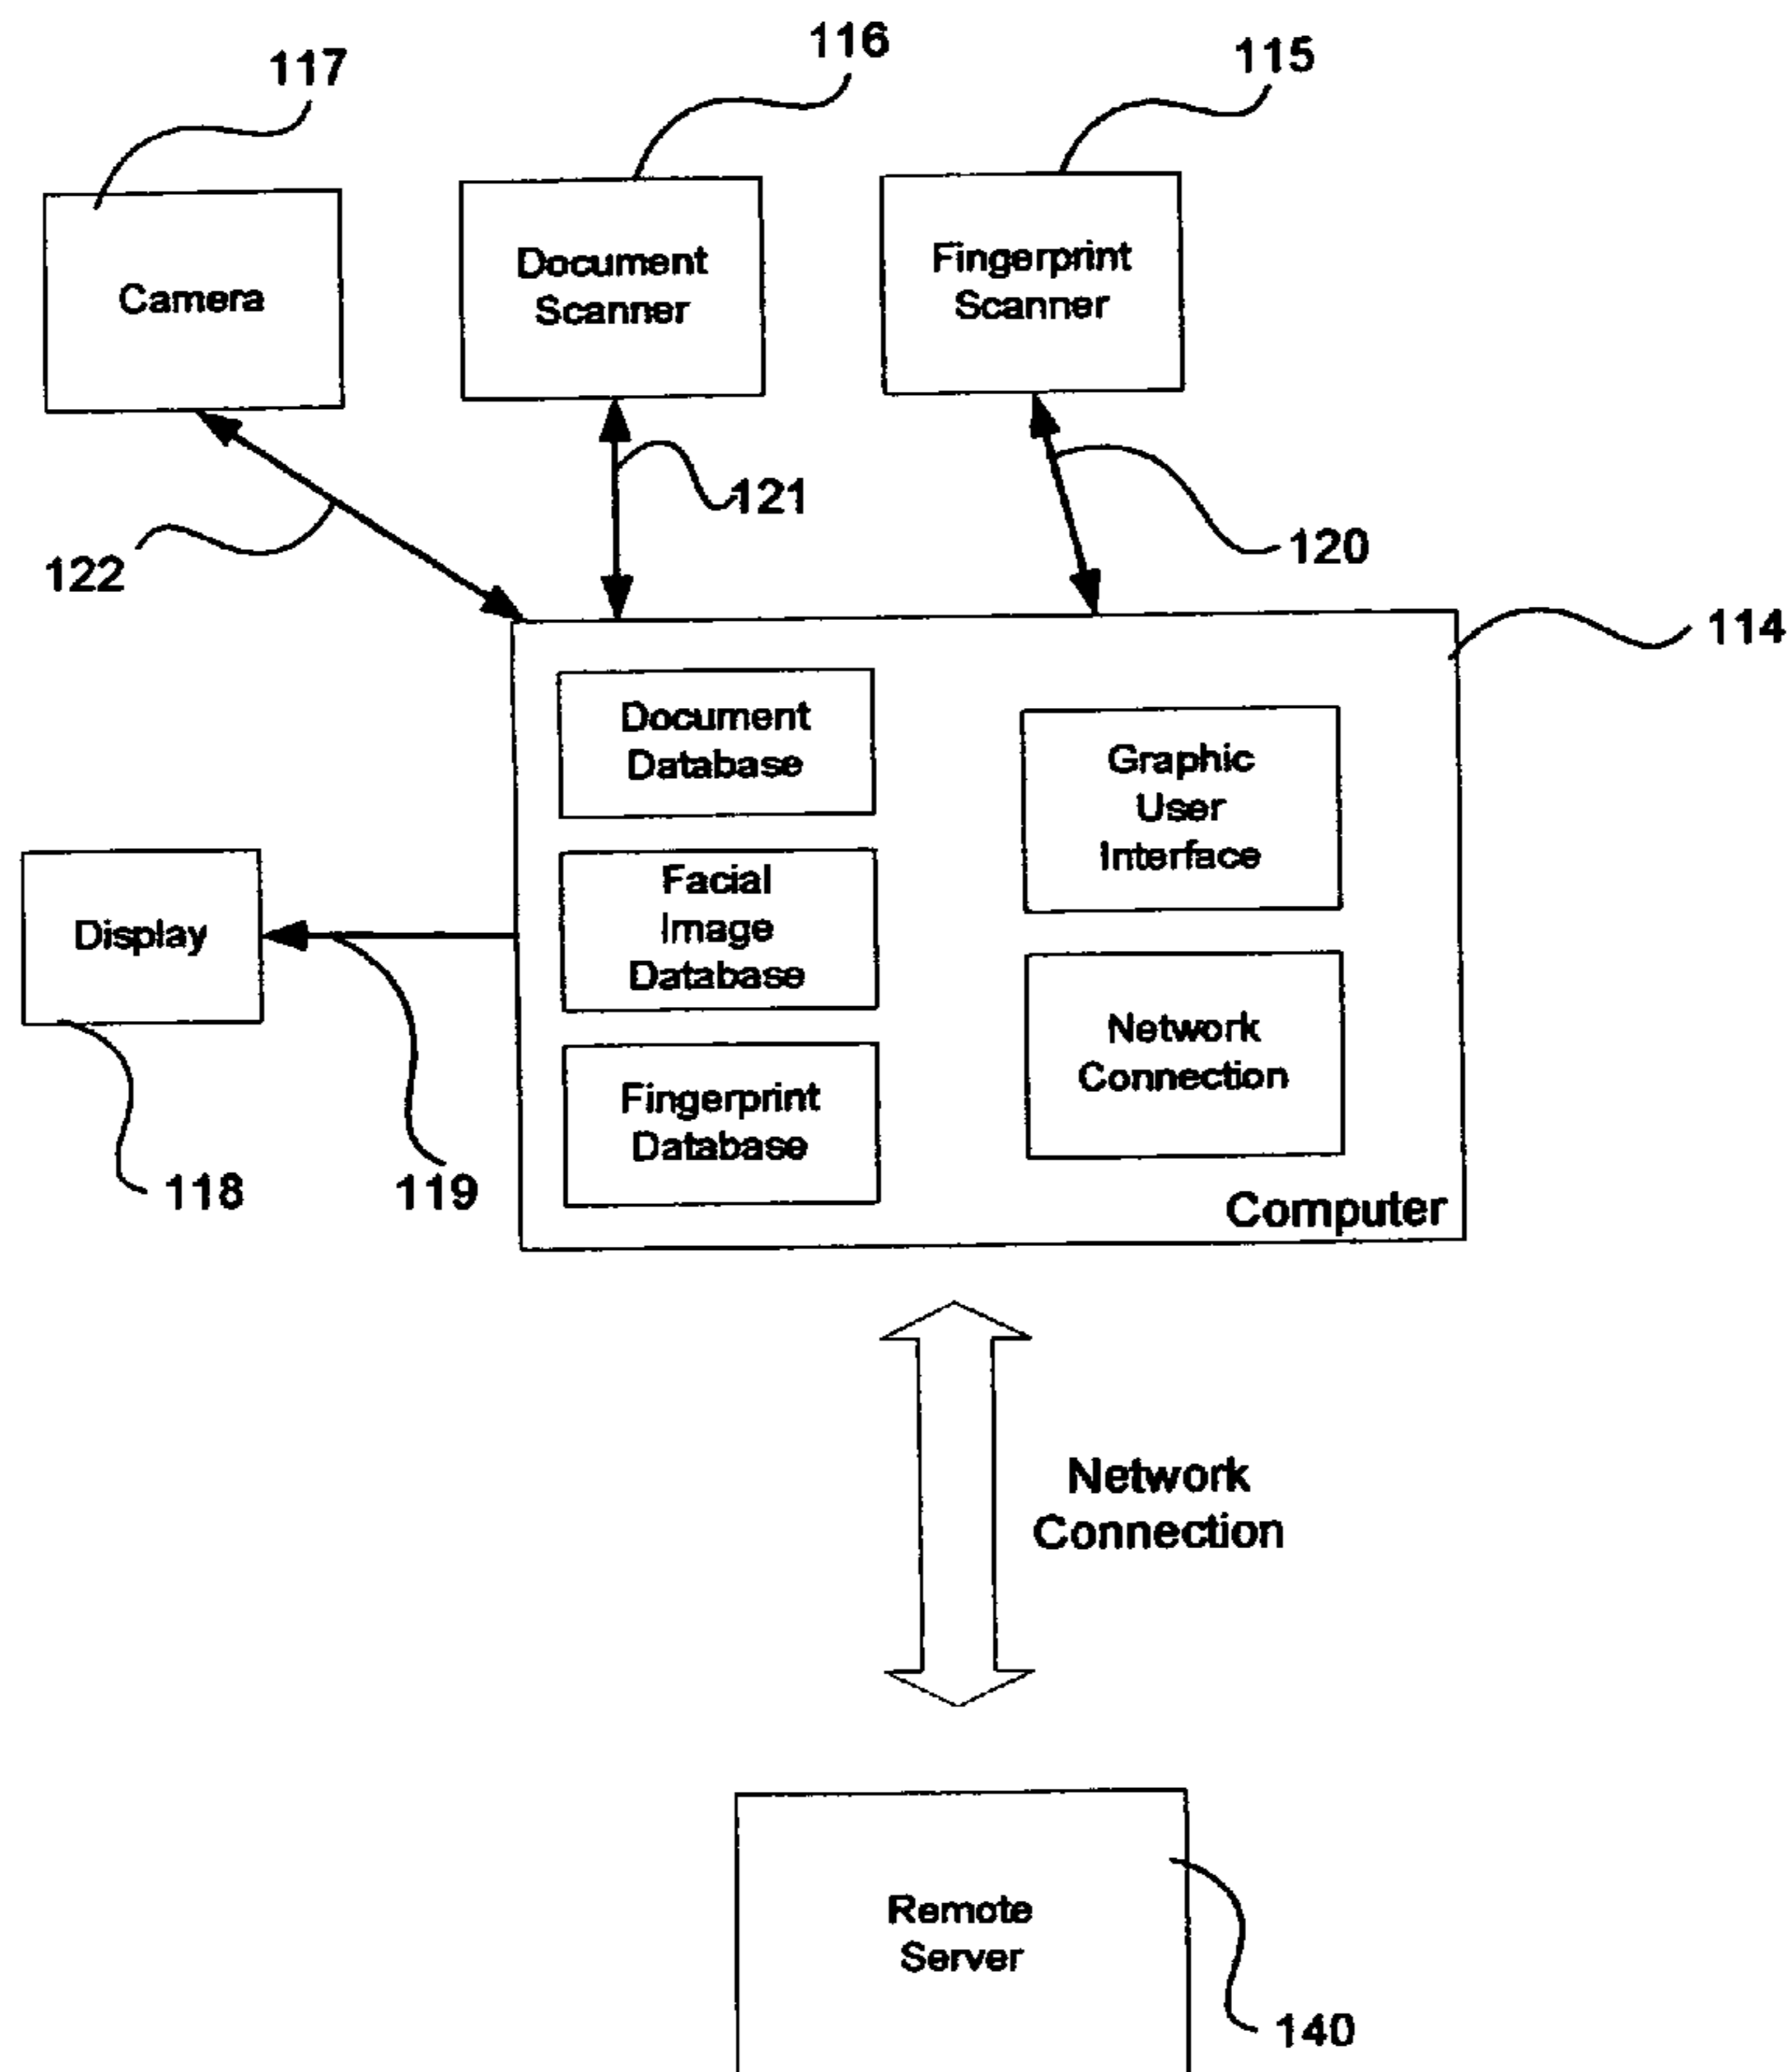 117
116
115
Camera
Document
Scanner
Fingerprint
Scanner
121
120
122
114
Document
Database
Graphic
User
Interface
Facial
Image
Database
Display
Network
Connection
Fingerprint
Database
118
119
Computer
Network
Connection
Remote
Server
140